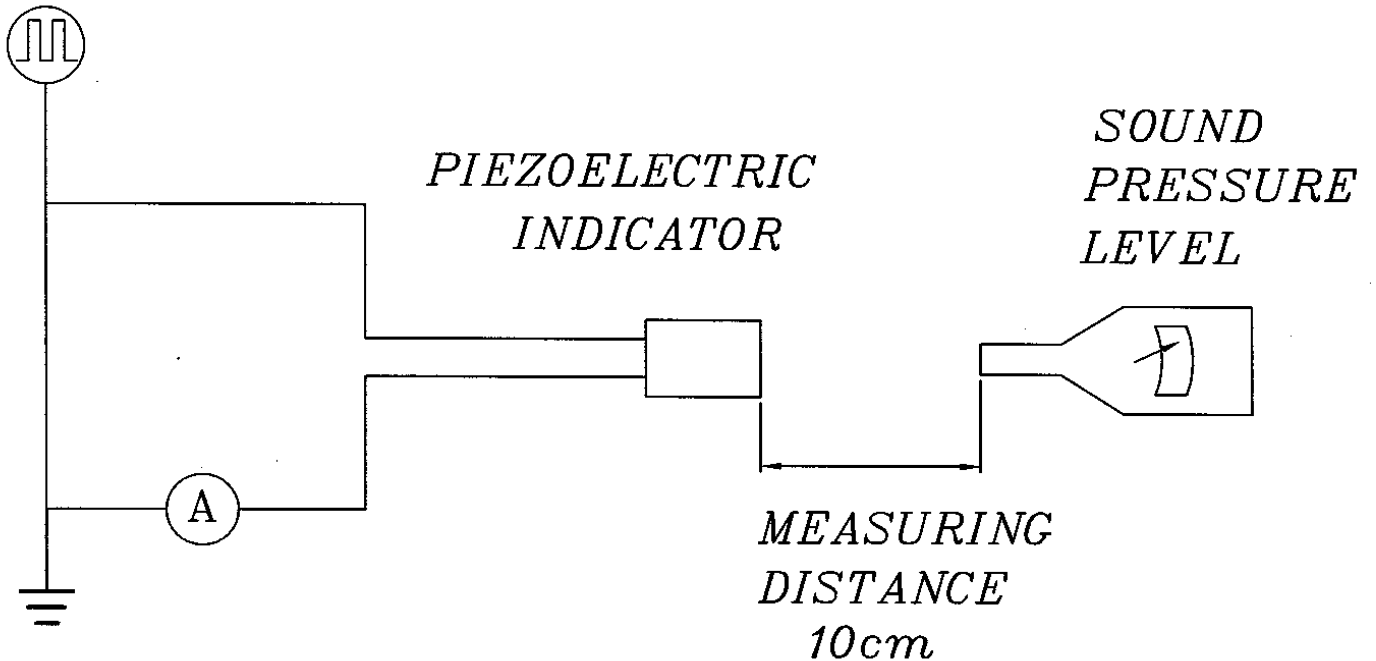 PIEZOELECTRIC
INDICATOR
SOUND
PRESSURE
LEVEL
A
MEASURING
DISTANCE
10cm